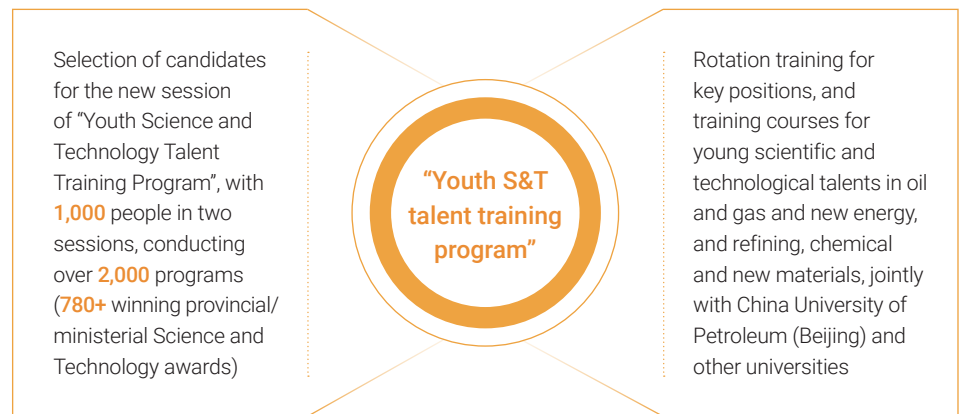 Selection of candidates
for the new session
of “Youth Science and
Technology Talent
Training Program”, with
1,000 people in two
sessions, conducting
over 2,000 programs
(780+ winning provincial/
ministerial Science and
Technology awards)
“Youth S&T
talent training
program”
Rotation training for
key positions, and
training courses for
young scientific and
technological talents in oil
and gas and new energy,
and refining, chemical
and new materials, jointly
with China University of
Petroleum (Beijing) and
other universities